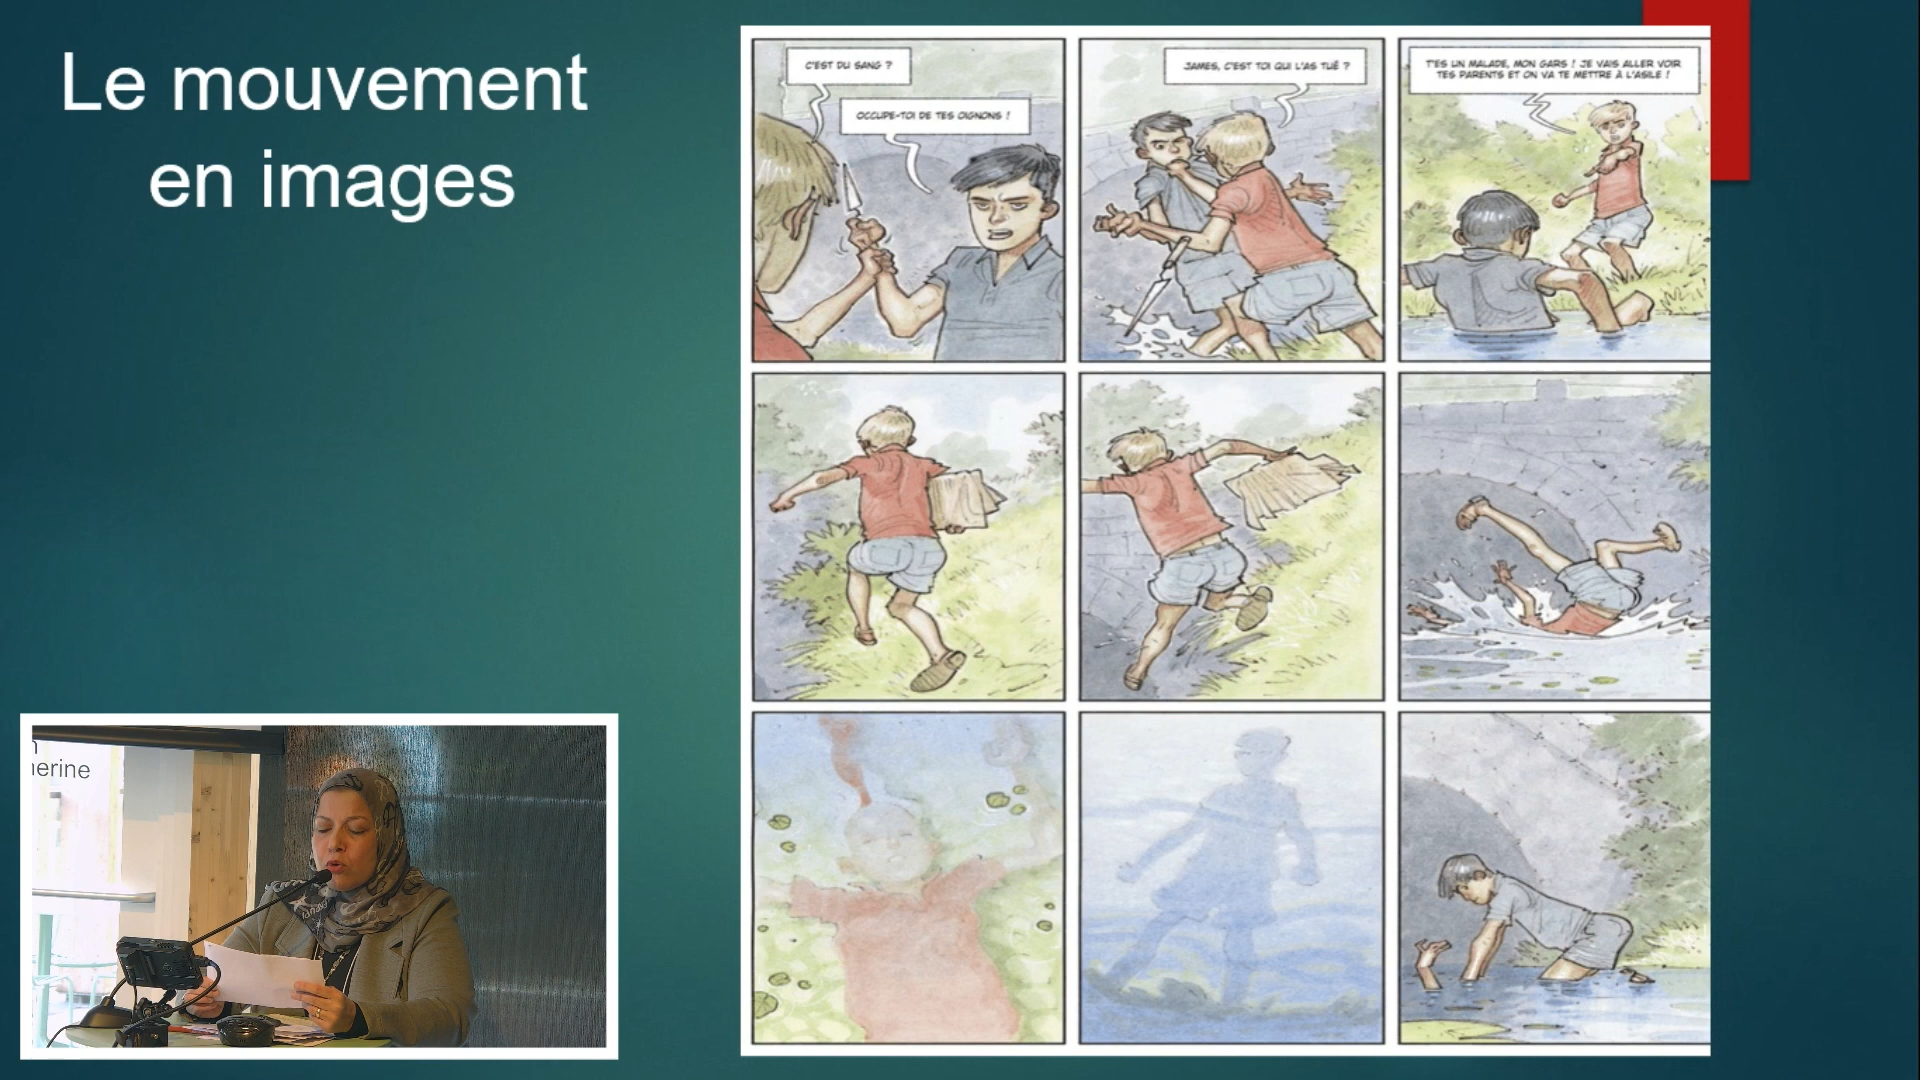 Le mouvement
en images
C'EST DU SANG ?
OCCUPE-TOI DE TES OIGNONS !
JAMES, C'EST TOI QUI L'AS TUÉ ?
T'ES UN MALADE, MON GARS ! JE VAIS ALLER VOIR
TES PARENTS ET ON VA TE METTRE À L'ASILE !
herine